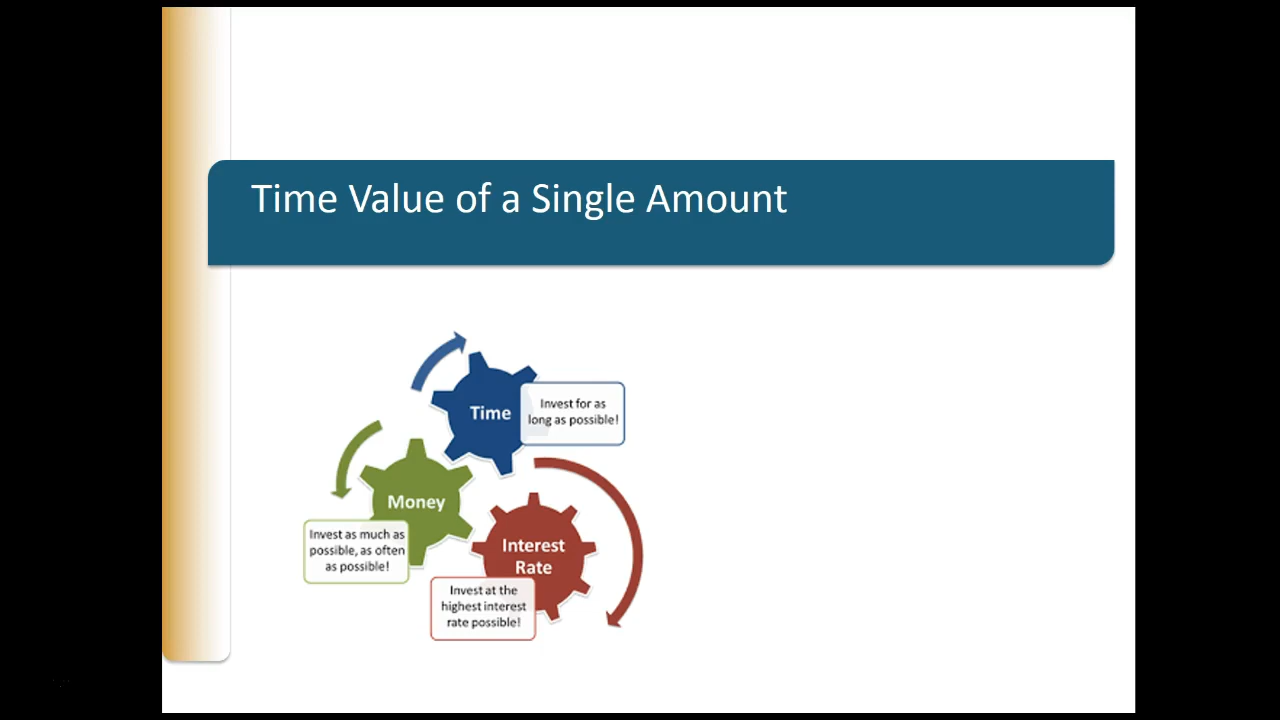 Time Value of a Single Amount
Time
Invest for as
long as possible!
Money
Invest as much as
possible, as often
as possible!
Interest
Rate
Invest at the
highest interest
rate possible!